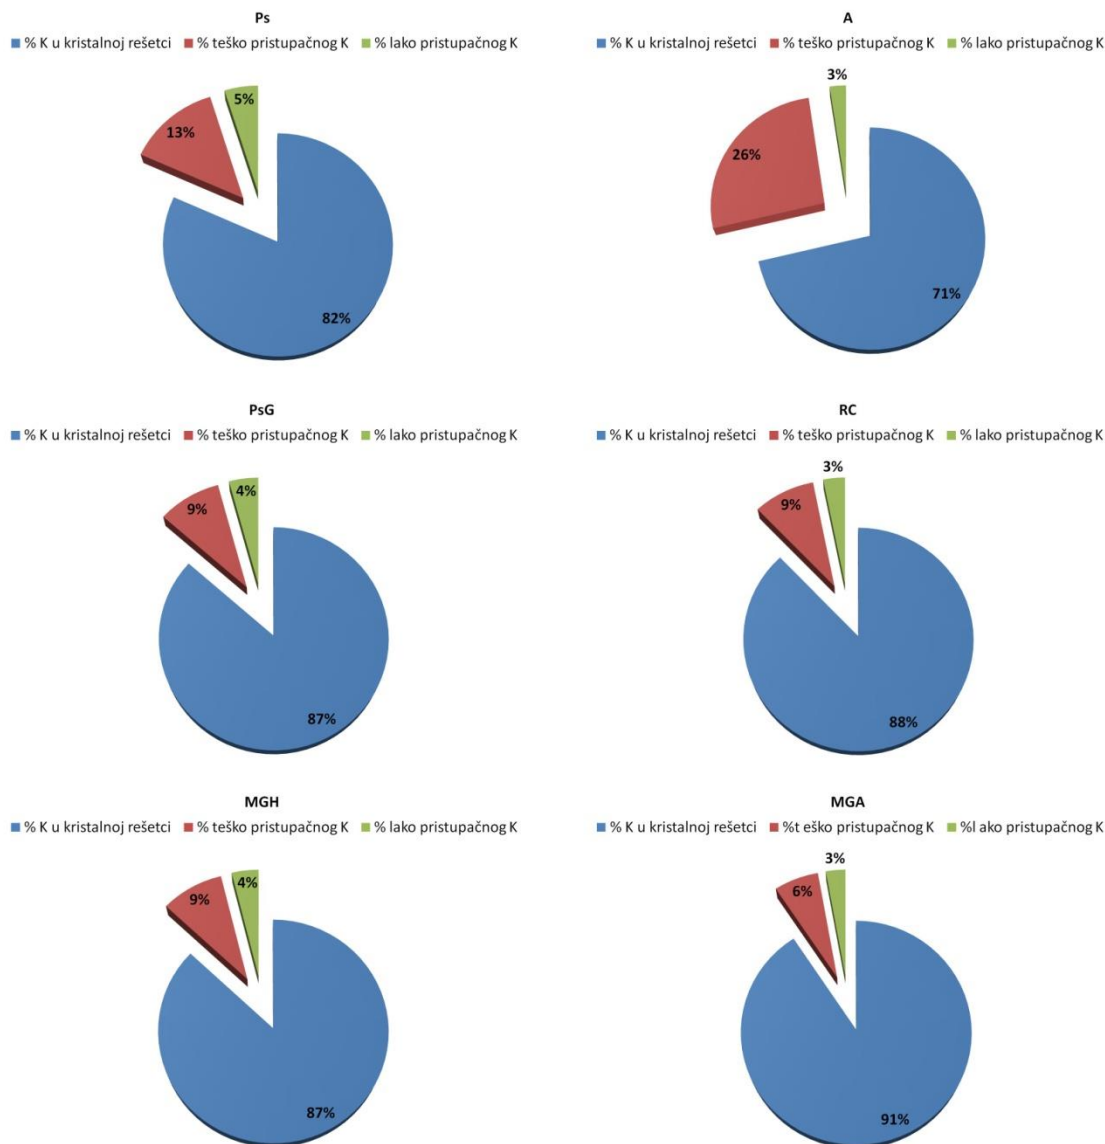 Ps
% K u kristalnoj rešetci % teško pristupačnog K % lako pristupačnog K
5%
13%
82%
A
% K u kristalnoj rešetci % teško pristupačnog K % lako pristupačnog K
3%
26%
71%
PsG
% K u kristalnoj rešetci % teško pristupačnog K % lako pristupačnog K
4%
9%
87%
RC
% K u kristalnoj rešetci % teško pristupačnog K % lako pristupačnog K
3%
9%
88%
MGH
% K u kristalnoj rešetci % teško pristupačnog K % lako pristupačnog K
4%
9%
87%
MGA
% K u kristalnoj rešetci %t eško pristupačnog K %l ako pristupačnog K
3%
6%
91%